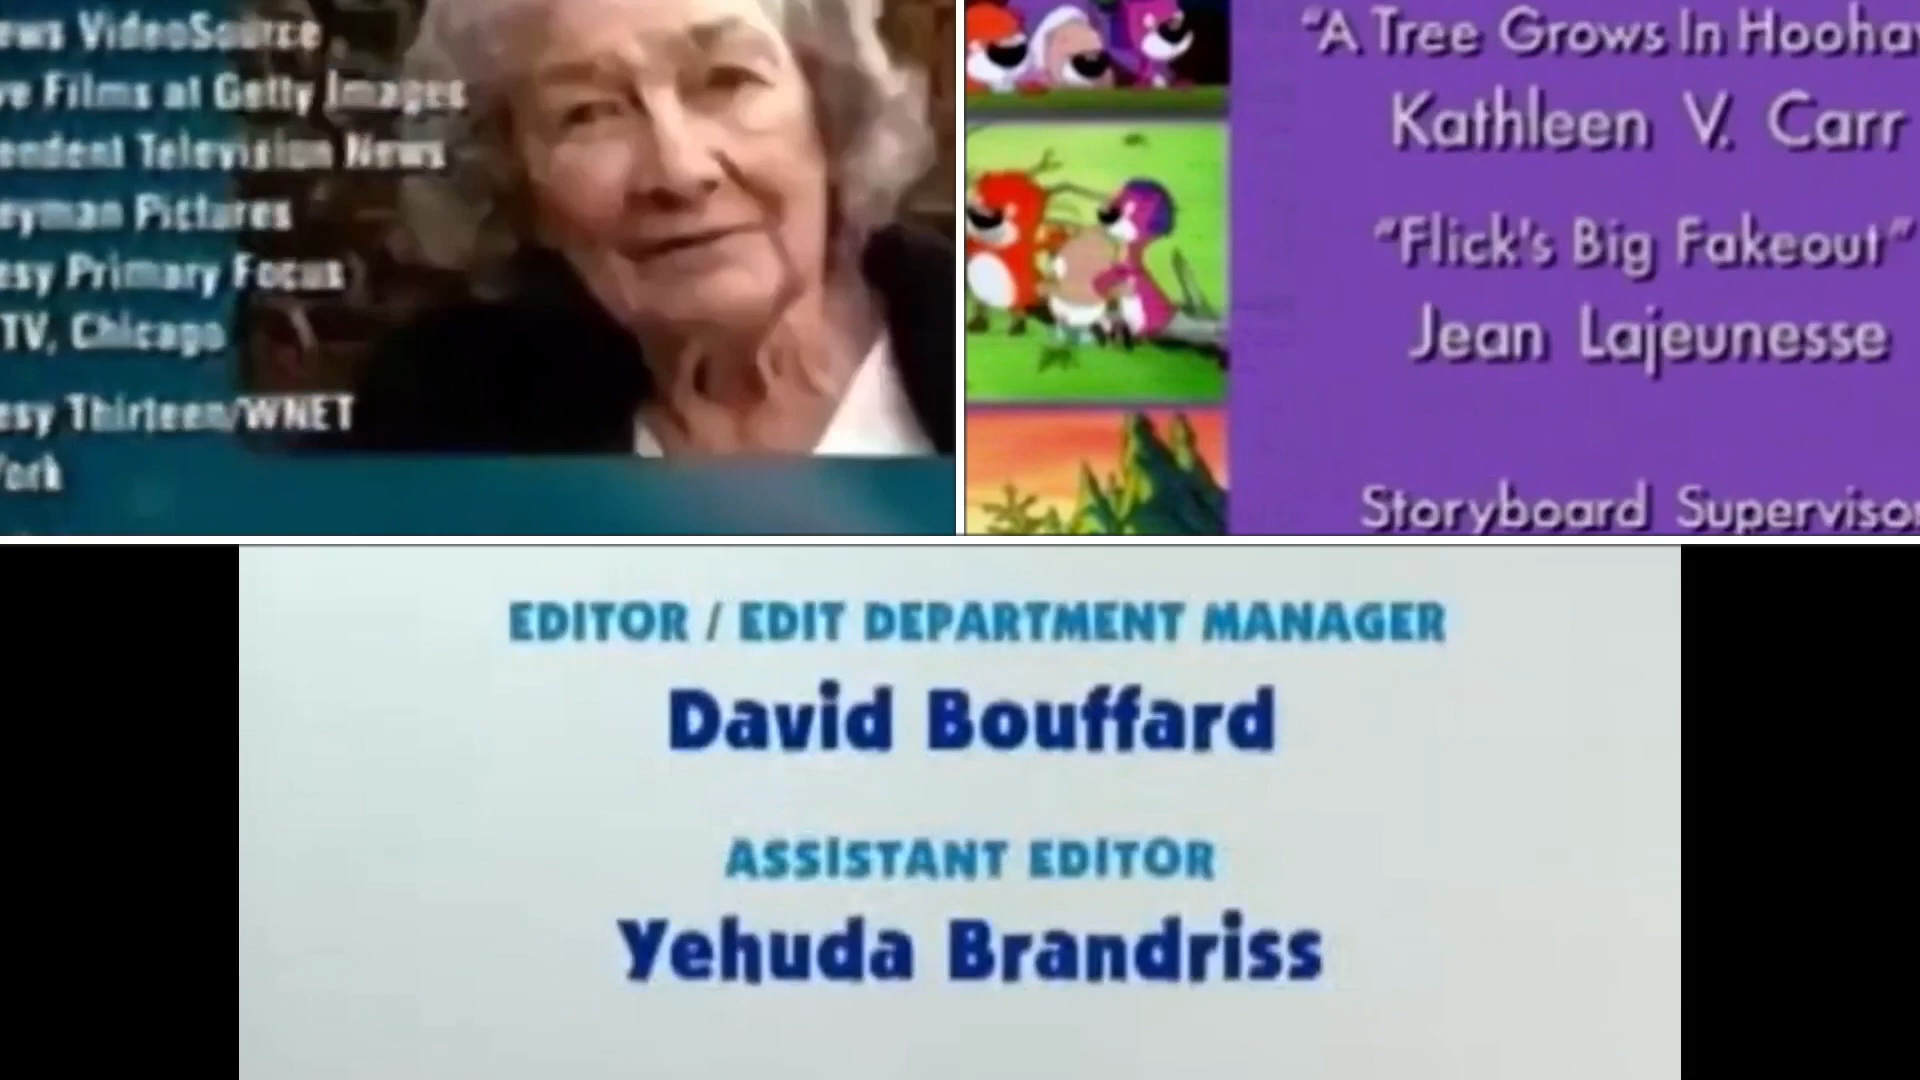 ews VideoSource
ve Films at Getty Images
endent Television News
eyman Pictures
esy Primary Focus
TV, Chicago
esy Thirteen/WNET
York
"A Tree Grows In Hooha
Kathleen V. Carr
"Flick's Big Fakeout"
Jean Lajeunesse
Storyboard Supervisor
EDITOR / EDIT DEPARTMENT MANAGER
David Bouffard
ASSISTANT EDITOR
Yehuda Brandriss